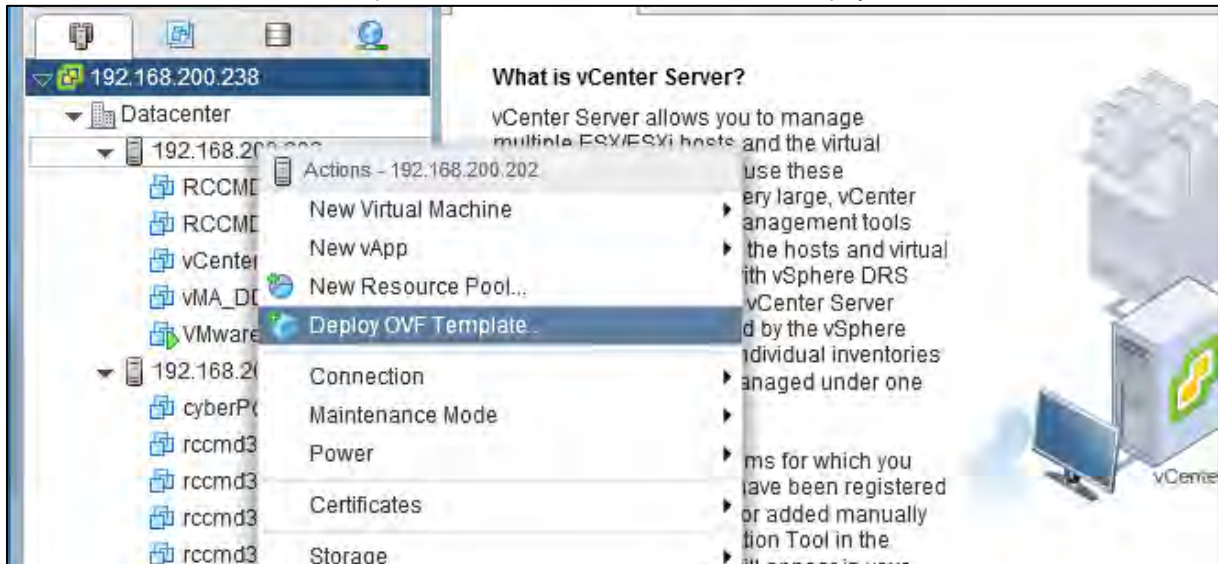 192.168.200.238
Datacenter
192.168.200.202
RCCMD
RCCMD
vCenter
vMA_DD
VMware
192.168.20
cyberPo
rccmd3
rccmd3
rccmd3
rccmd3
Actions - 192.168.200.202
New Virtual Machine
New vApp
New Resource Pool...
Deploy OVF Template...
Connection
Maintenance Mode
Power
Certificates
Storage
What is vCenter Server?
vCenter Server allows you to manage
multiple ESX/ESXi hosts and the virtual
use these
ery large, vCenter
anagement tools
the hosts and virtual
ith vSphere DRS
vCenter Server
d by the vSphere
ndividual inventories
anaged under one
ms for which you
ave been registered
or added manually
tion Tool in the
vCente